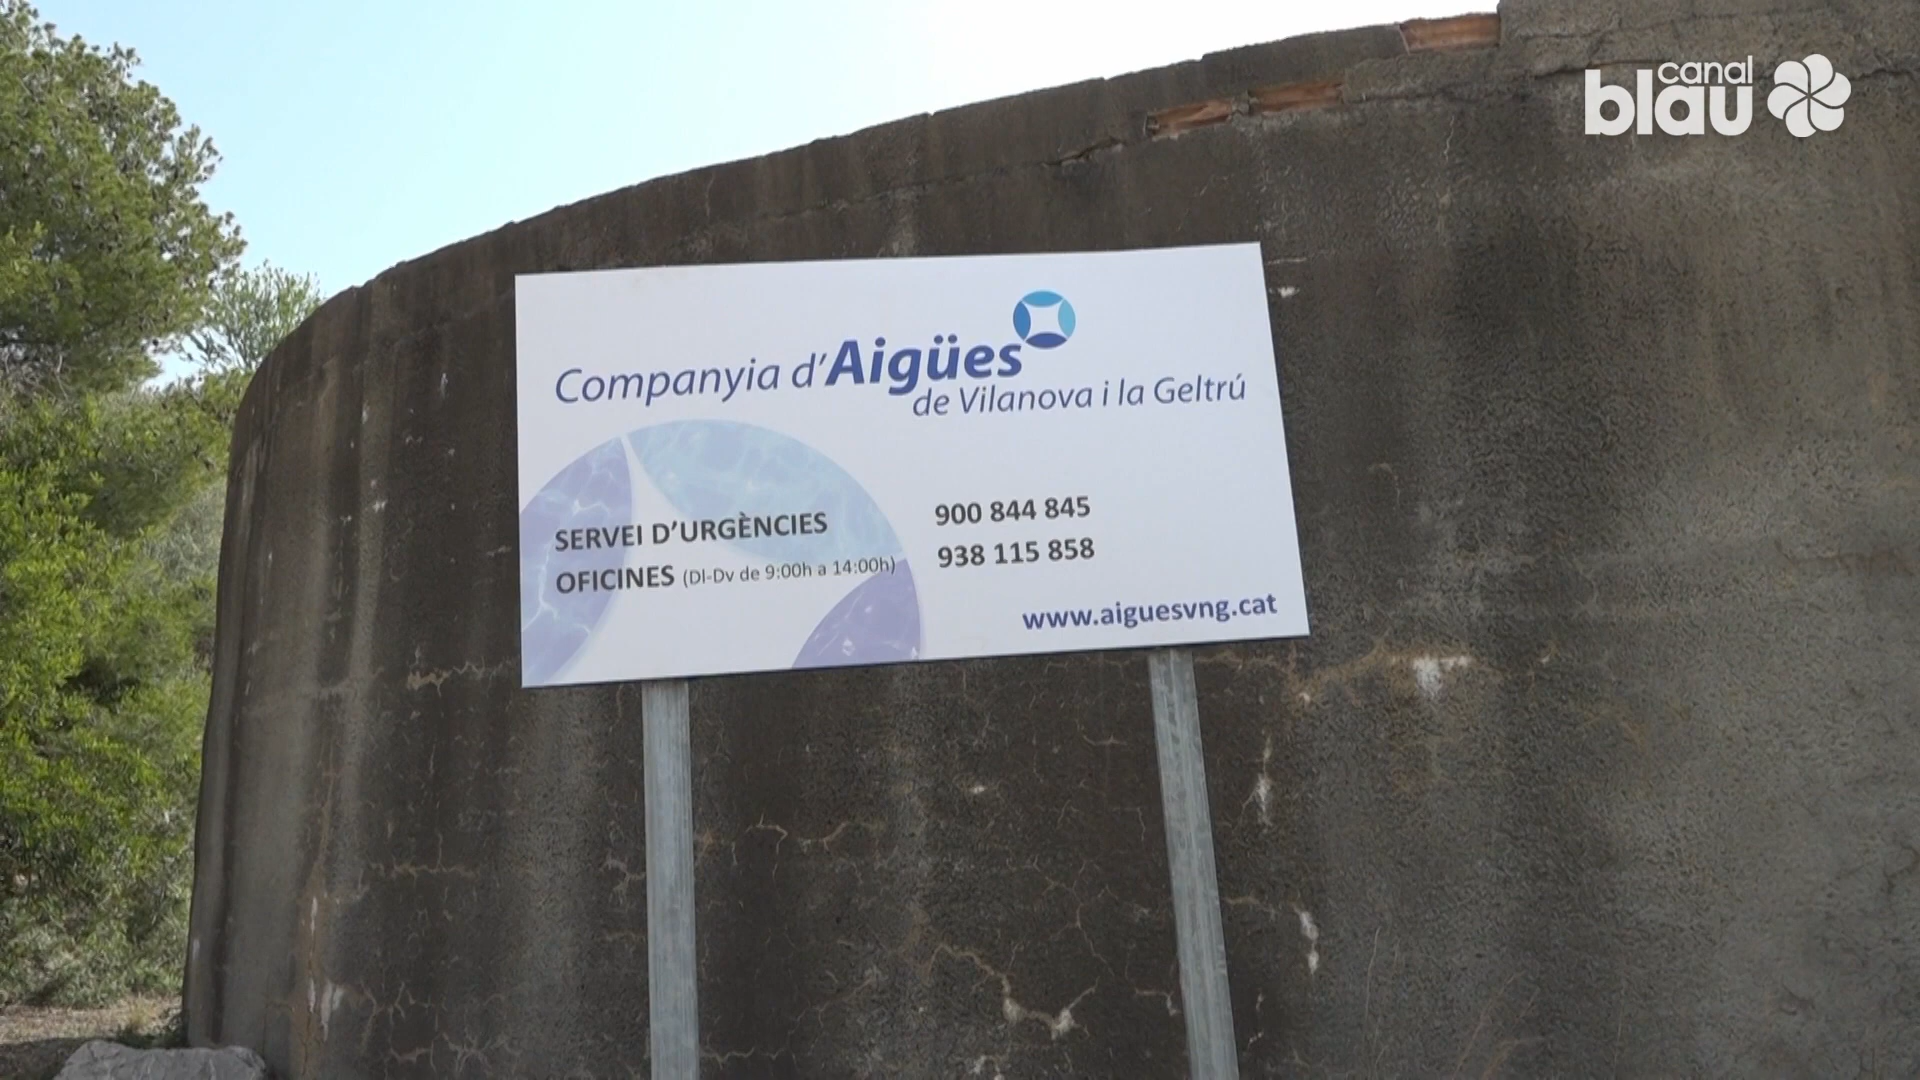 canal
blau
Companyia d'Aigües
de Vilanova i la Geltrú
SERVEI D'URGÈNCIES 900 844 845
OFICINES (Dl-Dv de 9:00h a 14:00h) 938 115 858
www.aiguesvng.cat